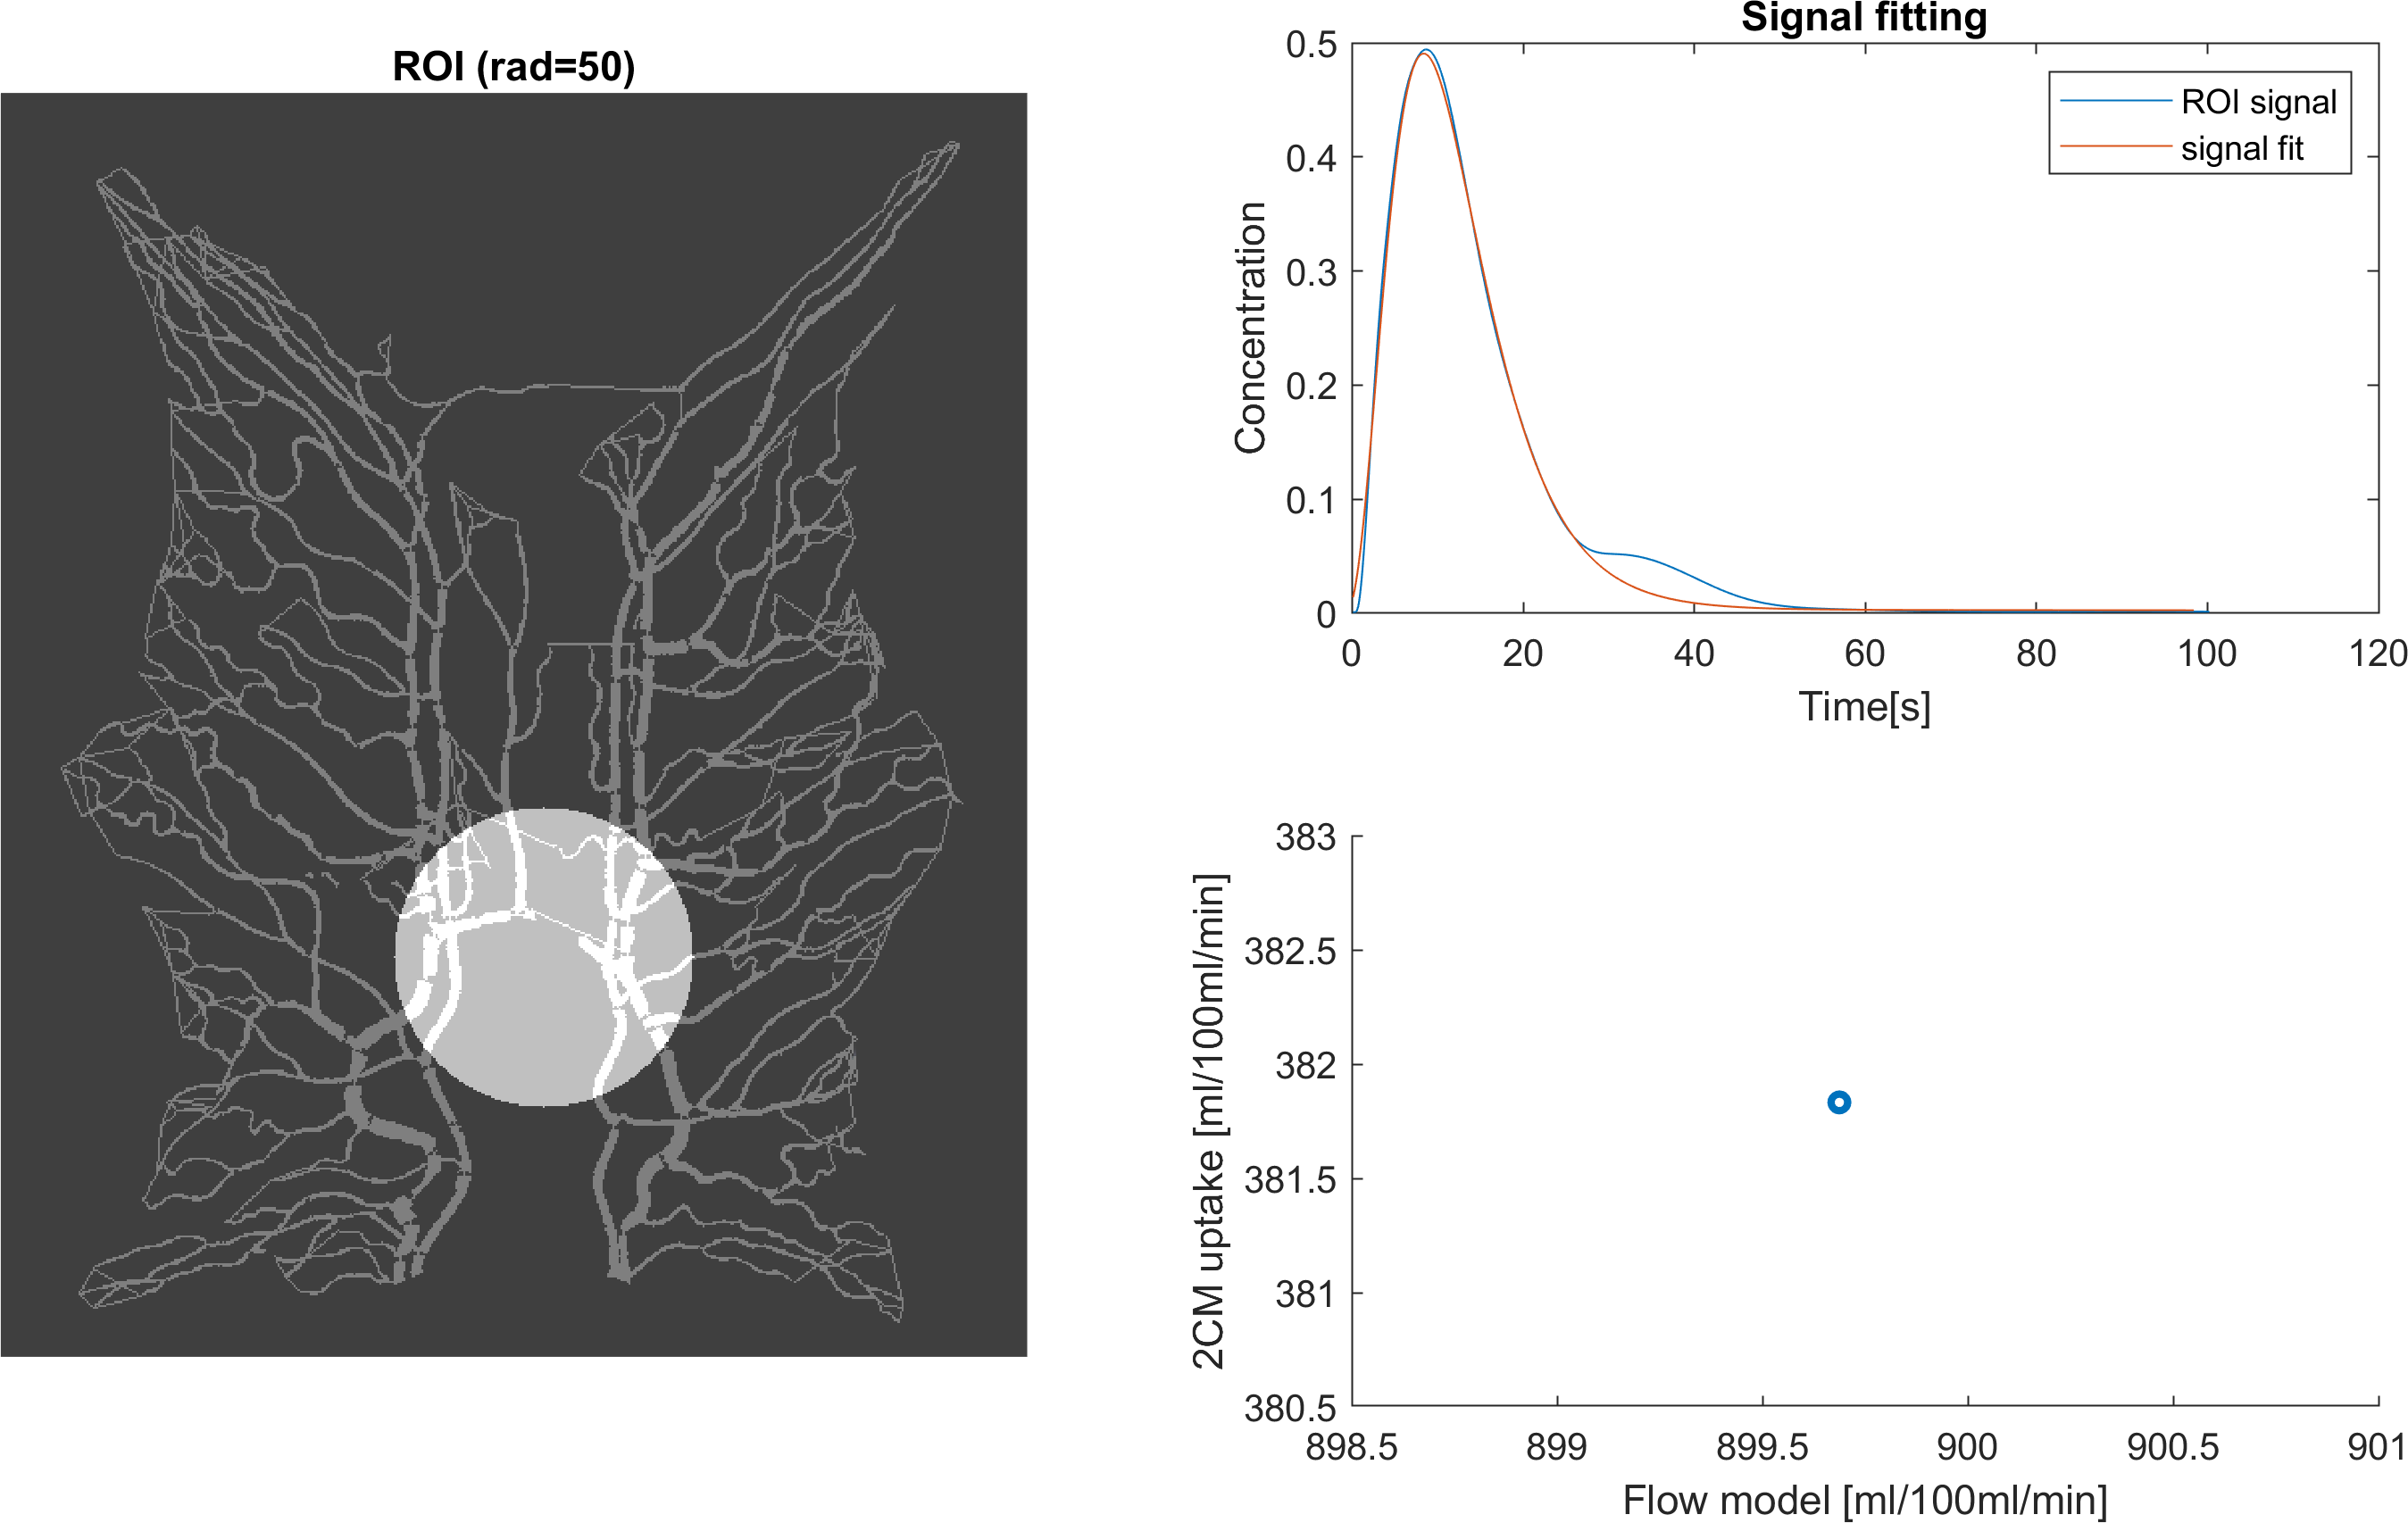 ROI (rad=50)
Signal fitting
0.5
0.4
0.3
0.2
0.1
0
Concentration
ROI signal
signal fit
0 20 40 60 80 100 120
Time[s]
383
382.5
382
381.5
381
380.5
2CM uptake [ml/100ml/min]
898.5 899 899.5 900 900.5 901
Flow model [ml/100ml/min]